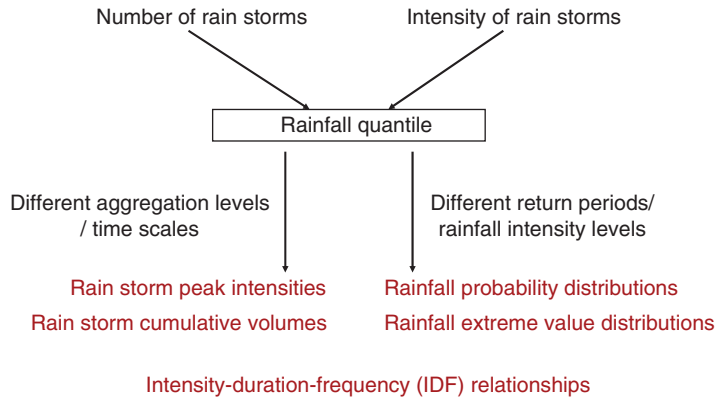 Number of rain storms
Intensity of rain storms
Rainfall quantile
Different aggregation levels
/ time scales
Different return periods/
rainfall intensity levels
Rain storm peak intensities
Rain storm cumulative volumes
Rainfall probability distributions
Rainfall extreme value distributions
Intensity-duration-frequency (IDF) relationships